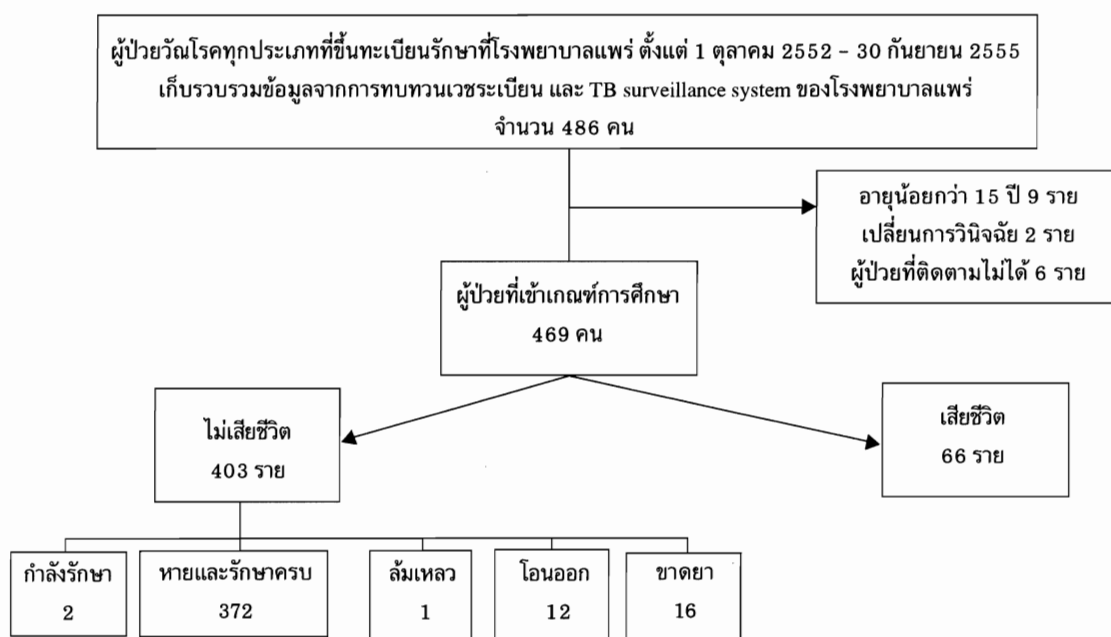 ผู้ป่วยวัณโรคทุกประเภทที่ขึ้นทะเบียนรักษาที่โรงพยาบาลแพร่ ตั้งแต่ 1 ตุลาคม 2552 - 30 กันยายน 2555
เก็บรวบรวมข้อมูลจากการทบทวนเวชระเบียน และ TB surveillance system ของโรงพยาบาลแพร่
จำนวน 486 คน
อายุน้อยกว่า 15 ปี 9 ราย
เปลี่ยนการวินิจฉัย 2 ราย
ผู้ป่วยที่ติดตามไม่ได้ 6 ราย
ผู้ป่วยที่เข้าเกณฑ์การศึกษา
469 คน
ไม่เสียชีวิต
403 ราย
เสียชีวิต
66 ราย
กำลังรักษา
2
หายและรักษาครบ
372
ล้มเหลว
1
โอนออก
12
ขาดยา
16